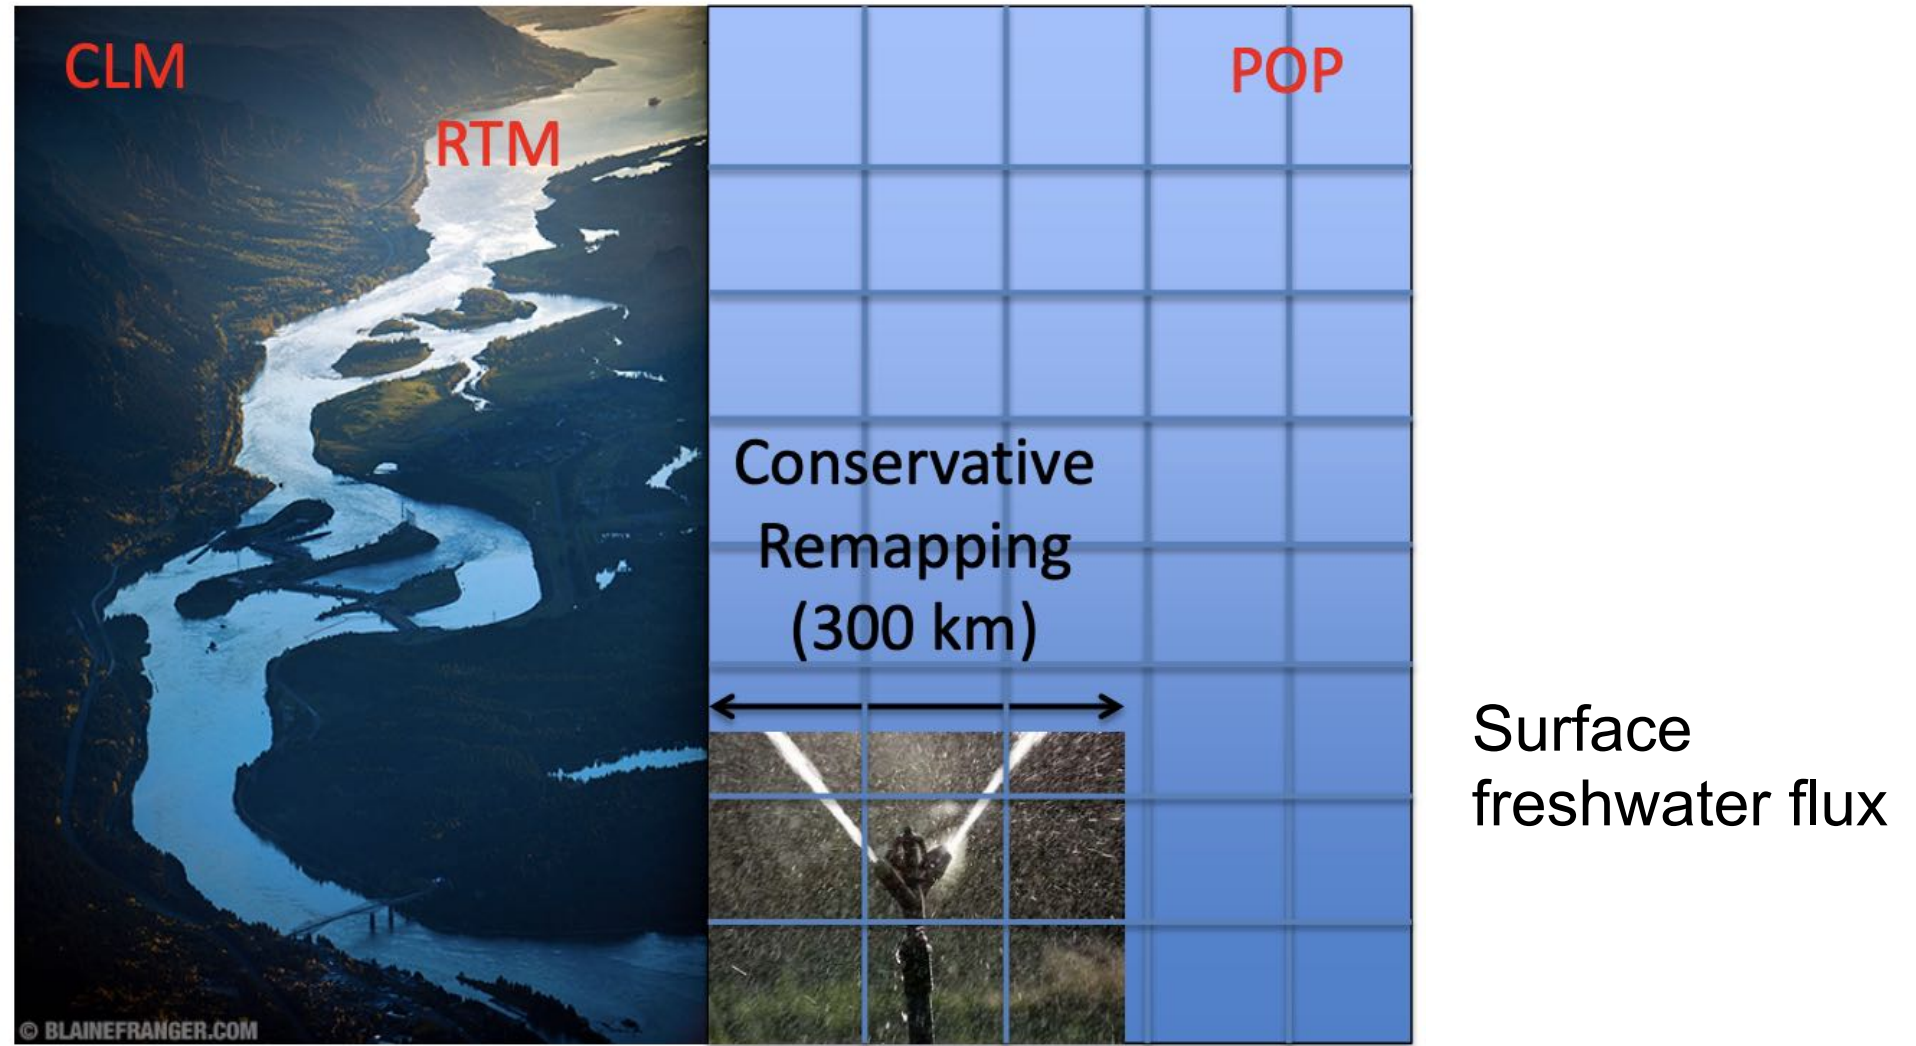 CLM
RTM
POP
Conservative
Remapping
(300 km)
Surface
freshwater flux
© BLAINEFRANGER.COM